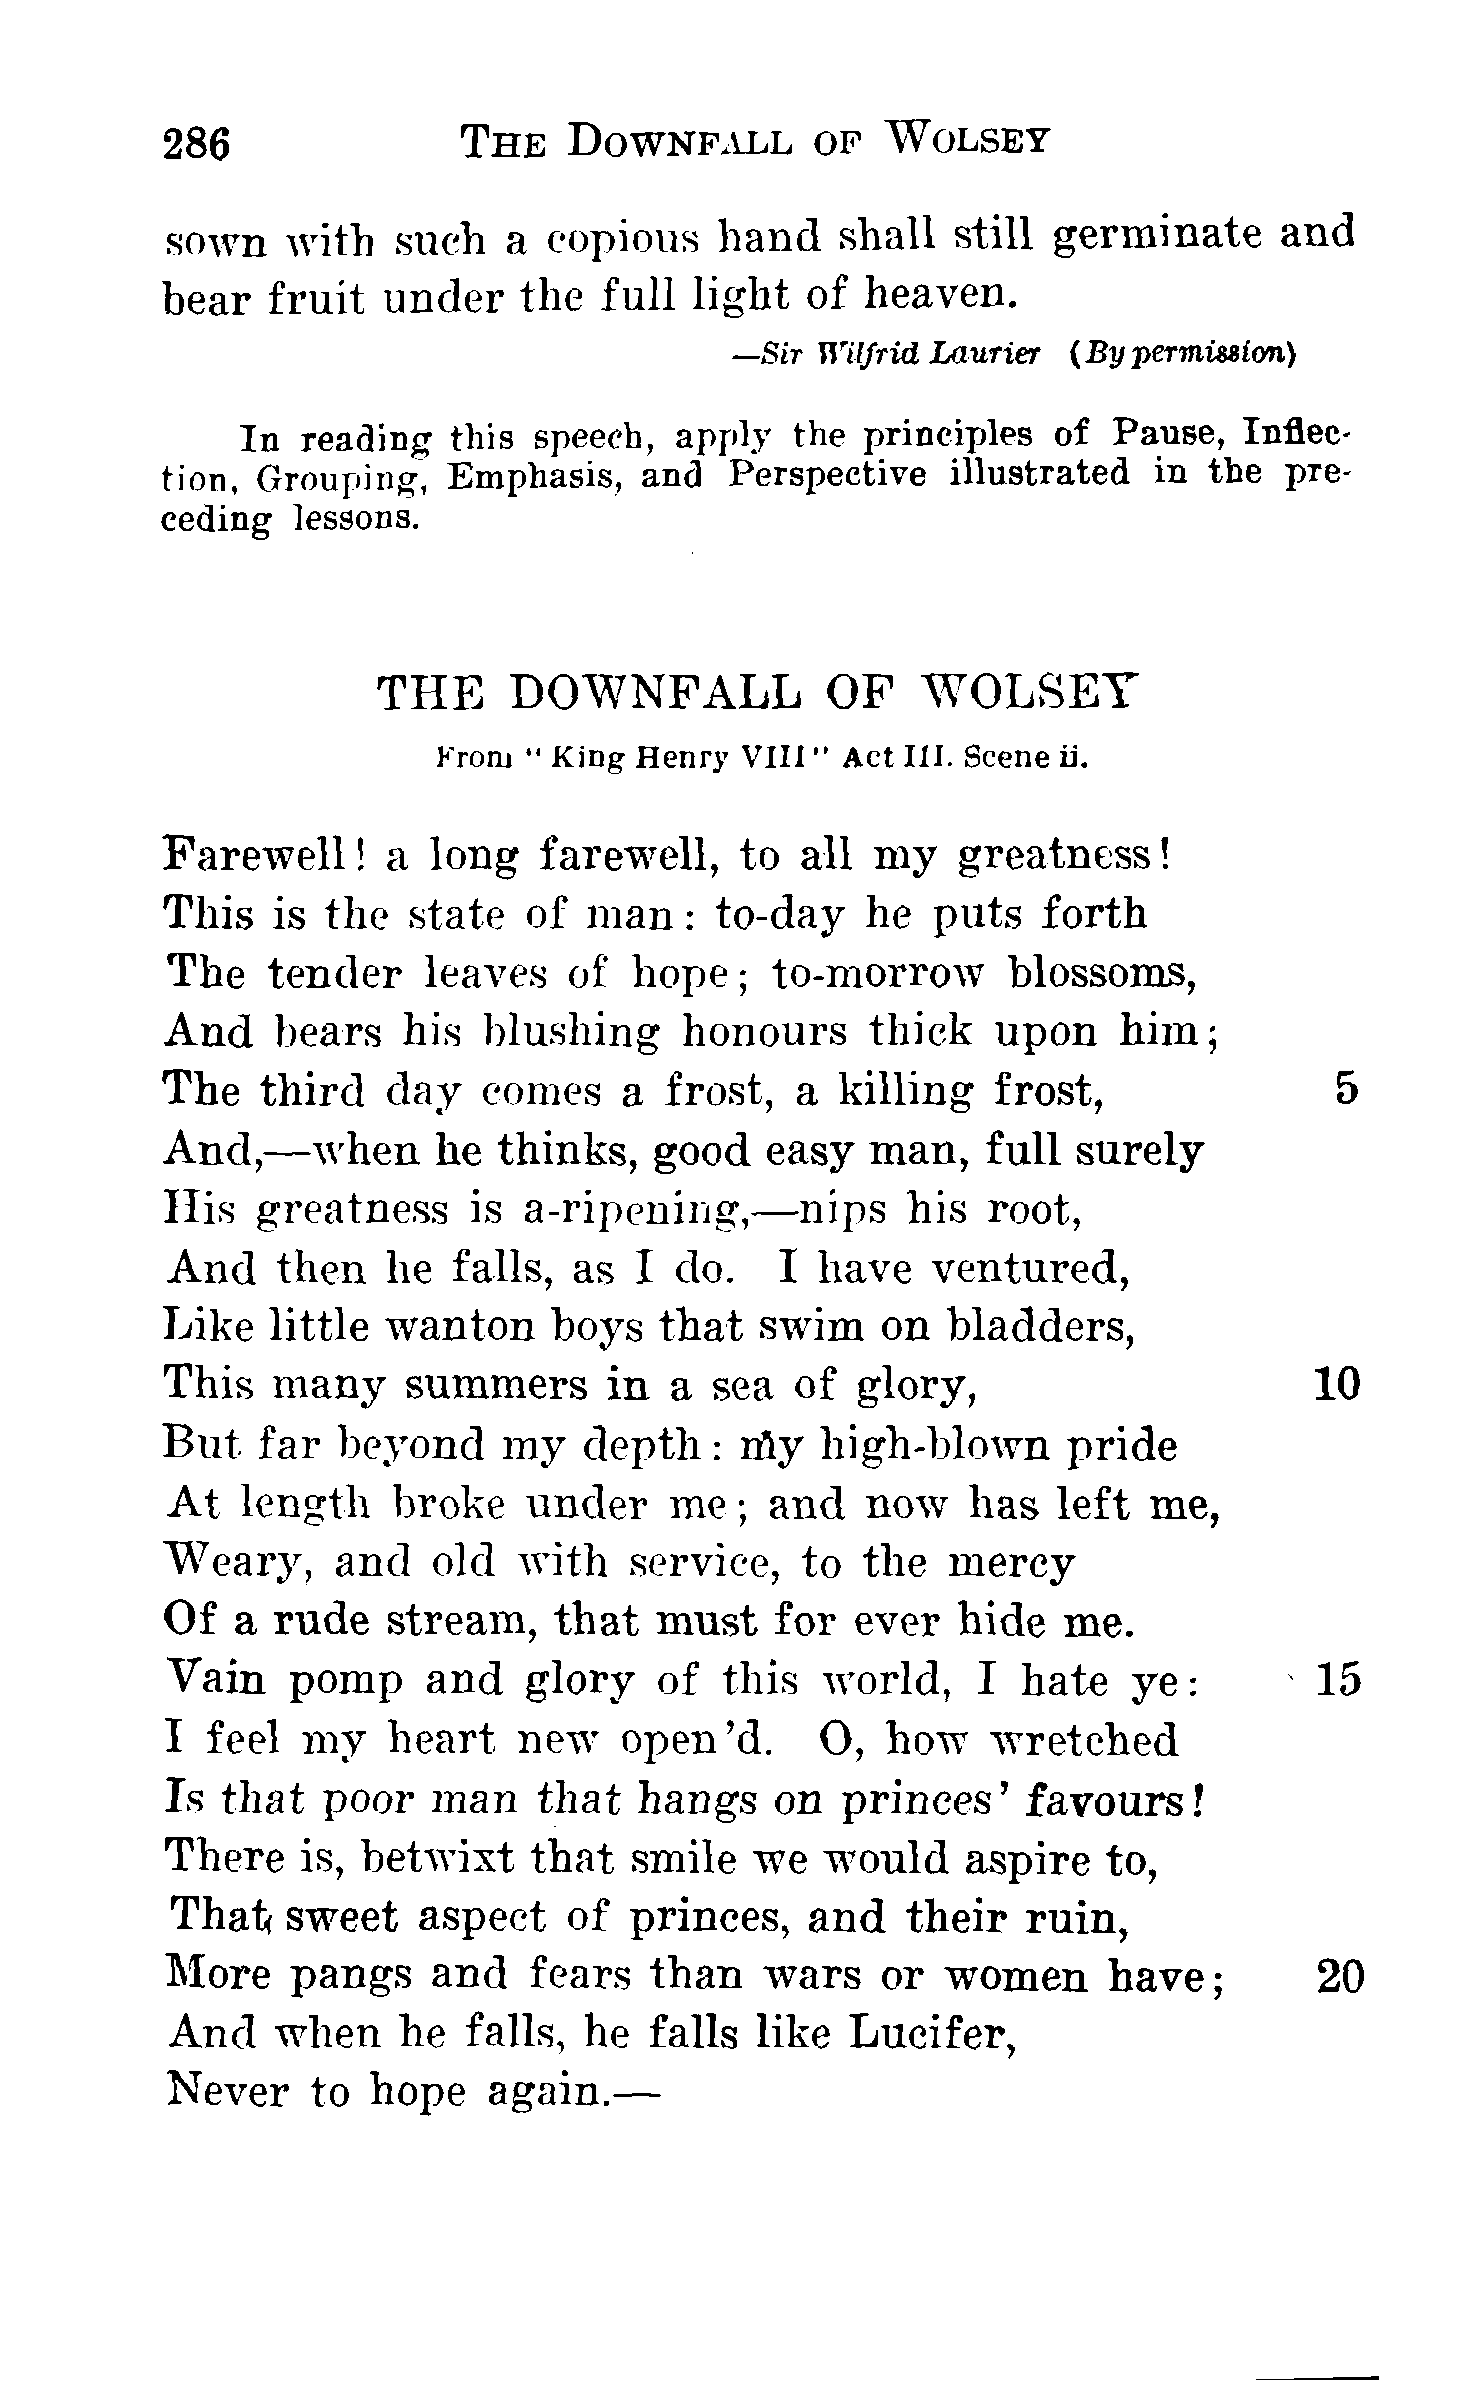 286 THE DOWNFALL OF WOLSEY
sown with such a copious hand shall still germinate and
bear fruit under the full light of heaven.
—Sir Wilfrid Laurier (By permission)
In reading this speech, apply the principles of Pause, Inflec-
tion, Grouping, Emphasis, and Perspective illustrated in the pre-
ceding lessons.
THE DOWNFALL OF WOLSEY
From "King Henry VIII" Act III. Scene ii.
Farewell! a long farewell, to all my greatness!
This is the state of man: to-day he puts forth
The tender leaves of hope; to-morrow blossoms,
And bears his blushing honours thick upon him;
The third day comes a frost, a killing frost, 5
And,—when he thinks, good easy man, full surely
His greatness is a-ripening,—nips his root,
And then he falls, as I do. I have ventured,
Like little wanton boys that swim on bladders,
This many summers in a sea of glory, 10
But far beyond my depth: my high-blown pride
At length broke under me; and now has left me,
Weary, and old with service, to the mercy
Of a rude stream, that must for ever hide me.
Vain pomp and glory of this world, I hate ye: 15
I feel my heart new open'd. O, how wretched
Is that poor man that hangs on princes' favours!
There is, betwixt that smile we would aspire to,
That sweet aspect of princes, and their ruin,
More pangs and fears than wars or women have; 20
And when he falls, he falls like Lucifer,
Never to hope again.—